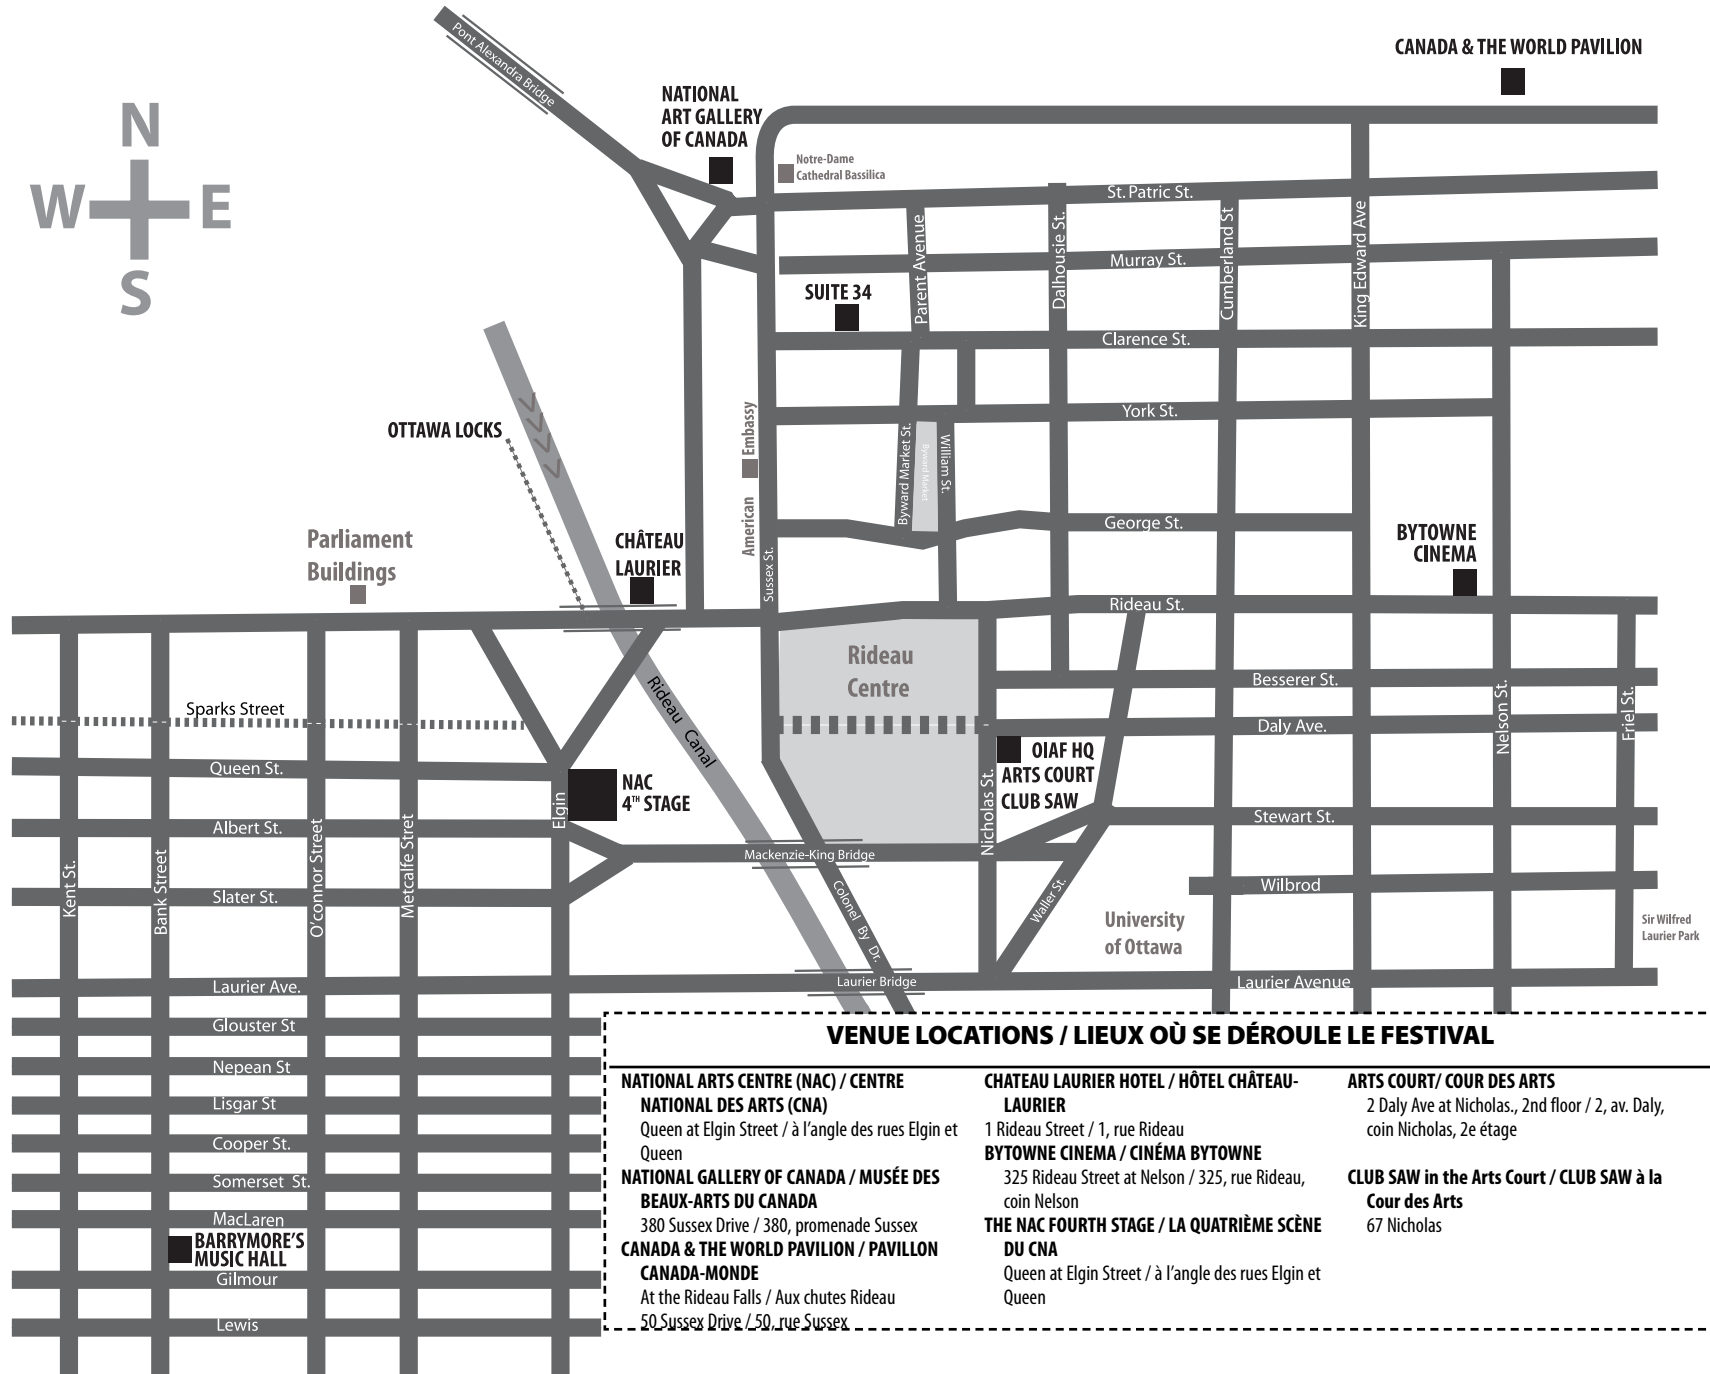 Pont Alexandra Bridge
CANADA & THE WORLD PAVILION
NATIONAL
ART GALLERY
OF CANADA
N
W E
S
Notre-Dame
Cathedral Bassilica
St. Patric St.
Parent Avenue
Dalhousie St.
Cumberland St
King Edward Ave
Murray St.
SUITE 34
Clarence St.
York St.
OTTAWA LOCKS
American Embassy
Byward Market St.
Byward Market
William St.
George St.
BYTOWNE
CINEMA
Parliament
Buildings
CHÂTEAU
LAURIER
Sussex St.
Rideau St.
Rideau
Centre
Rideau Canal
Besserer St.
Nelson St.
Friel St.
Sparks Street
Daly Ave.
OIAF HQ
ARTS COURT
CLUB SAW
Queen St.
NAC
4TH STAGE
Elgin
Nicholas St.
Albert St.
Stewart St.
Mackenzie-King Bridge
Kent St.
Bank Street
O'connor Street
Metcalfe Stret
Slater St.
Colonel By Dr.
Waller St.
Wilbrod
University
of Ottawa
Sir Wilfred
Laurier Park
Laurier Ave.
Laurier Bridge
Laurier Avenue
Glouster St
Nepean St
Lisgar St
Cooper St.
Somerset St.
MacLaren
BARRYMORE'S
MUSIC HALL
Gilmour
Lewis
VENUE LOCATIONS / LIEUX OÙ SE DÉROULE LE FESTIVAL
NATIONAL ARTS CENTRE (NAC) / CENTRE
NATIONAL DES ARTS (CNA)
Queen at Elgin Street / à l'angle des rues Elgin et
Queen
NATIONAL GALLERY OF CANADA / MUSÉE DES
BEAUX-ARTS DU CANADA
380 Sussex Drive / 380, promenade Sussex
CANADA & THE WORLD PAVILION / PAVILLON
CANADA-MONDE
At the Rideau Falls / Aux chutes Rideau
50 Sussex Drive / 50, rue Sussex
CHATEAU LAURIER HOTEL / HÔTEL CHÂTEAU-
LAURIER
1 Rideau Street / 1, rue Rideau
BYTOWNE CINEMA / CINÉMA BYTOWNE
325 Rideau Street at Nelson / 325, rue Rideau,
coin Nelson
THE NAC FOURTH STAGE / LA QUATRIÈME SCÈNE
DU CNA
Queen at Elgin Street / à l'angle des rues Elgin et
Queen
ARTS COURT/ COUR DES ARTS
2 Daly Ave at Nicholas., 2nd floor / 2, av. Daly,
coin Nicholas, 2e étage
CLUB SAW in the Arts Court / CLUB SAW à la
Cour des Arts
67 Nicholas